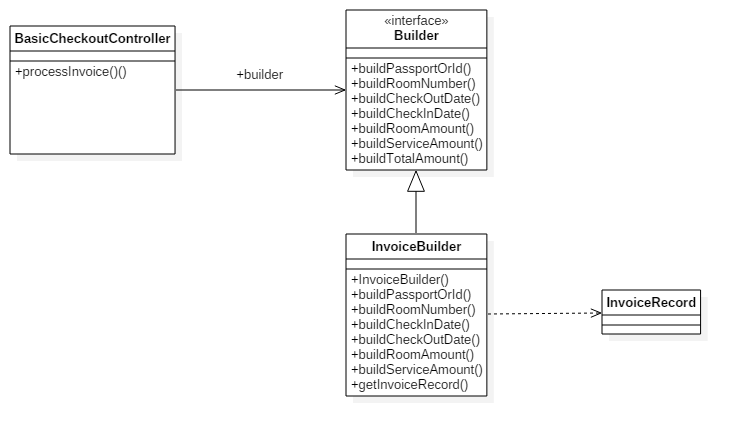 BasicCheckoutController
+processInvoice()()
+builder
«interface»
Builder
+buildPassportOrId()
+buildRoomNumber()
+buildCheckOutDate()
+buildCheckInDate()
+buildRoomAmount()
+buildServiceAmount()
+buildTotalAmount()
InvoiceBuilder
+InvoiceBuilder()
+buildPassportOrId()
+buildRoomNumber()
+buildCheckInDate()
+buildCheckOutDate()
+buildRoomAmount()
+buildServiceAmount()
+getInvoiceRecord()
InvoiceRecord